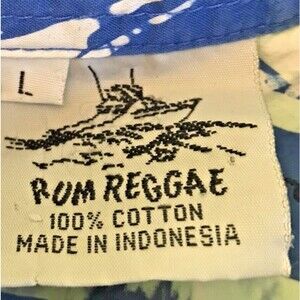 L
RUM REGGAE
100% COTTON
MADE IN INDONESIA